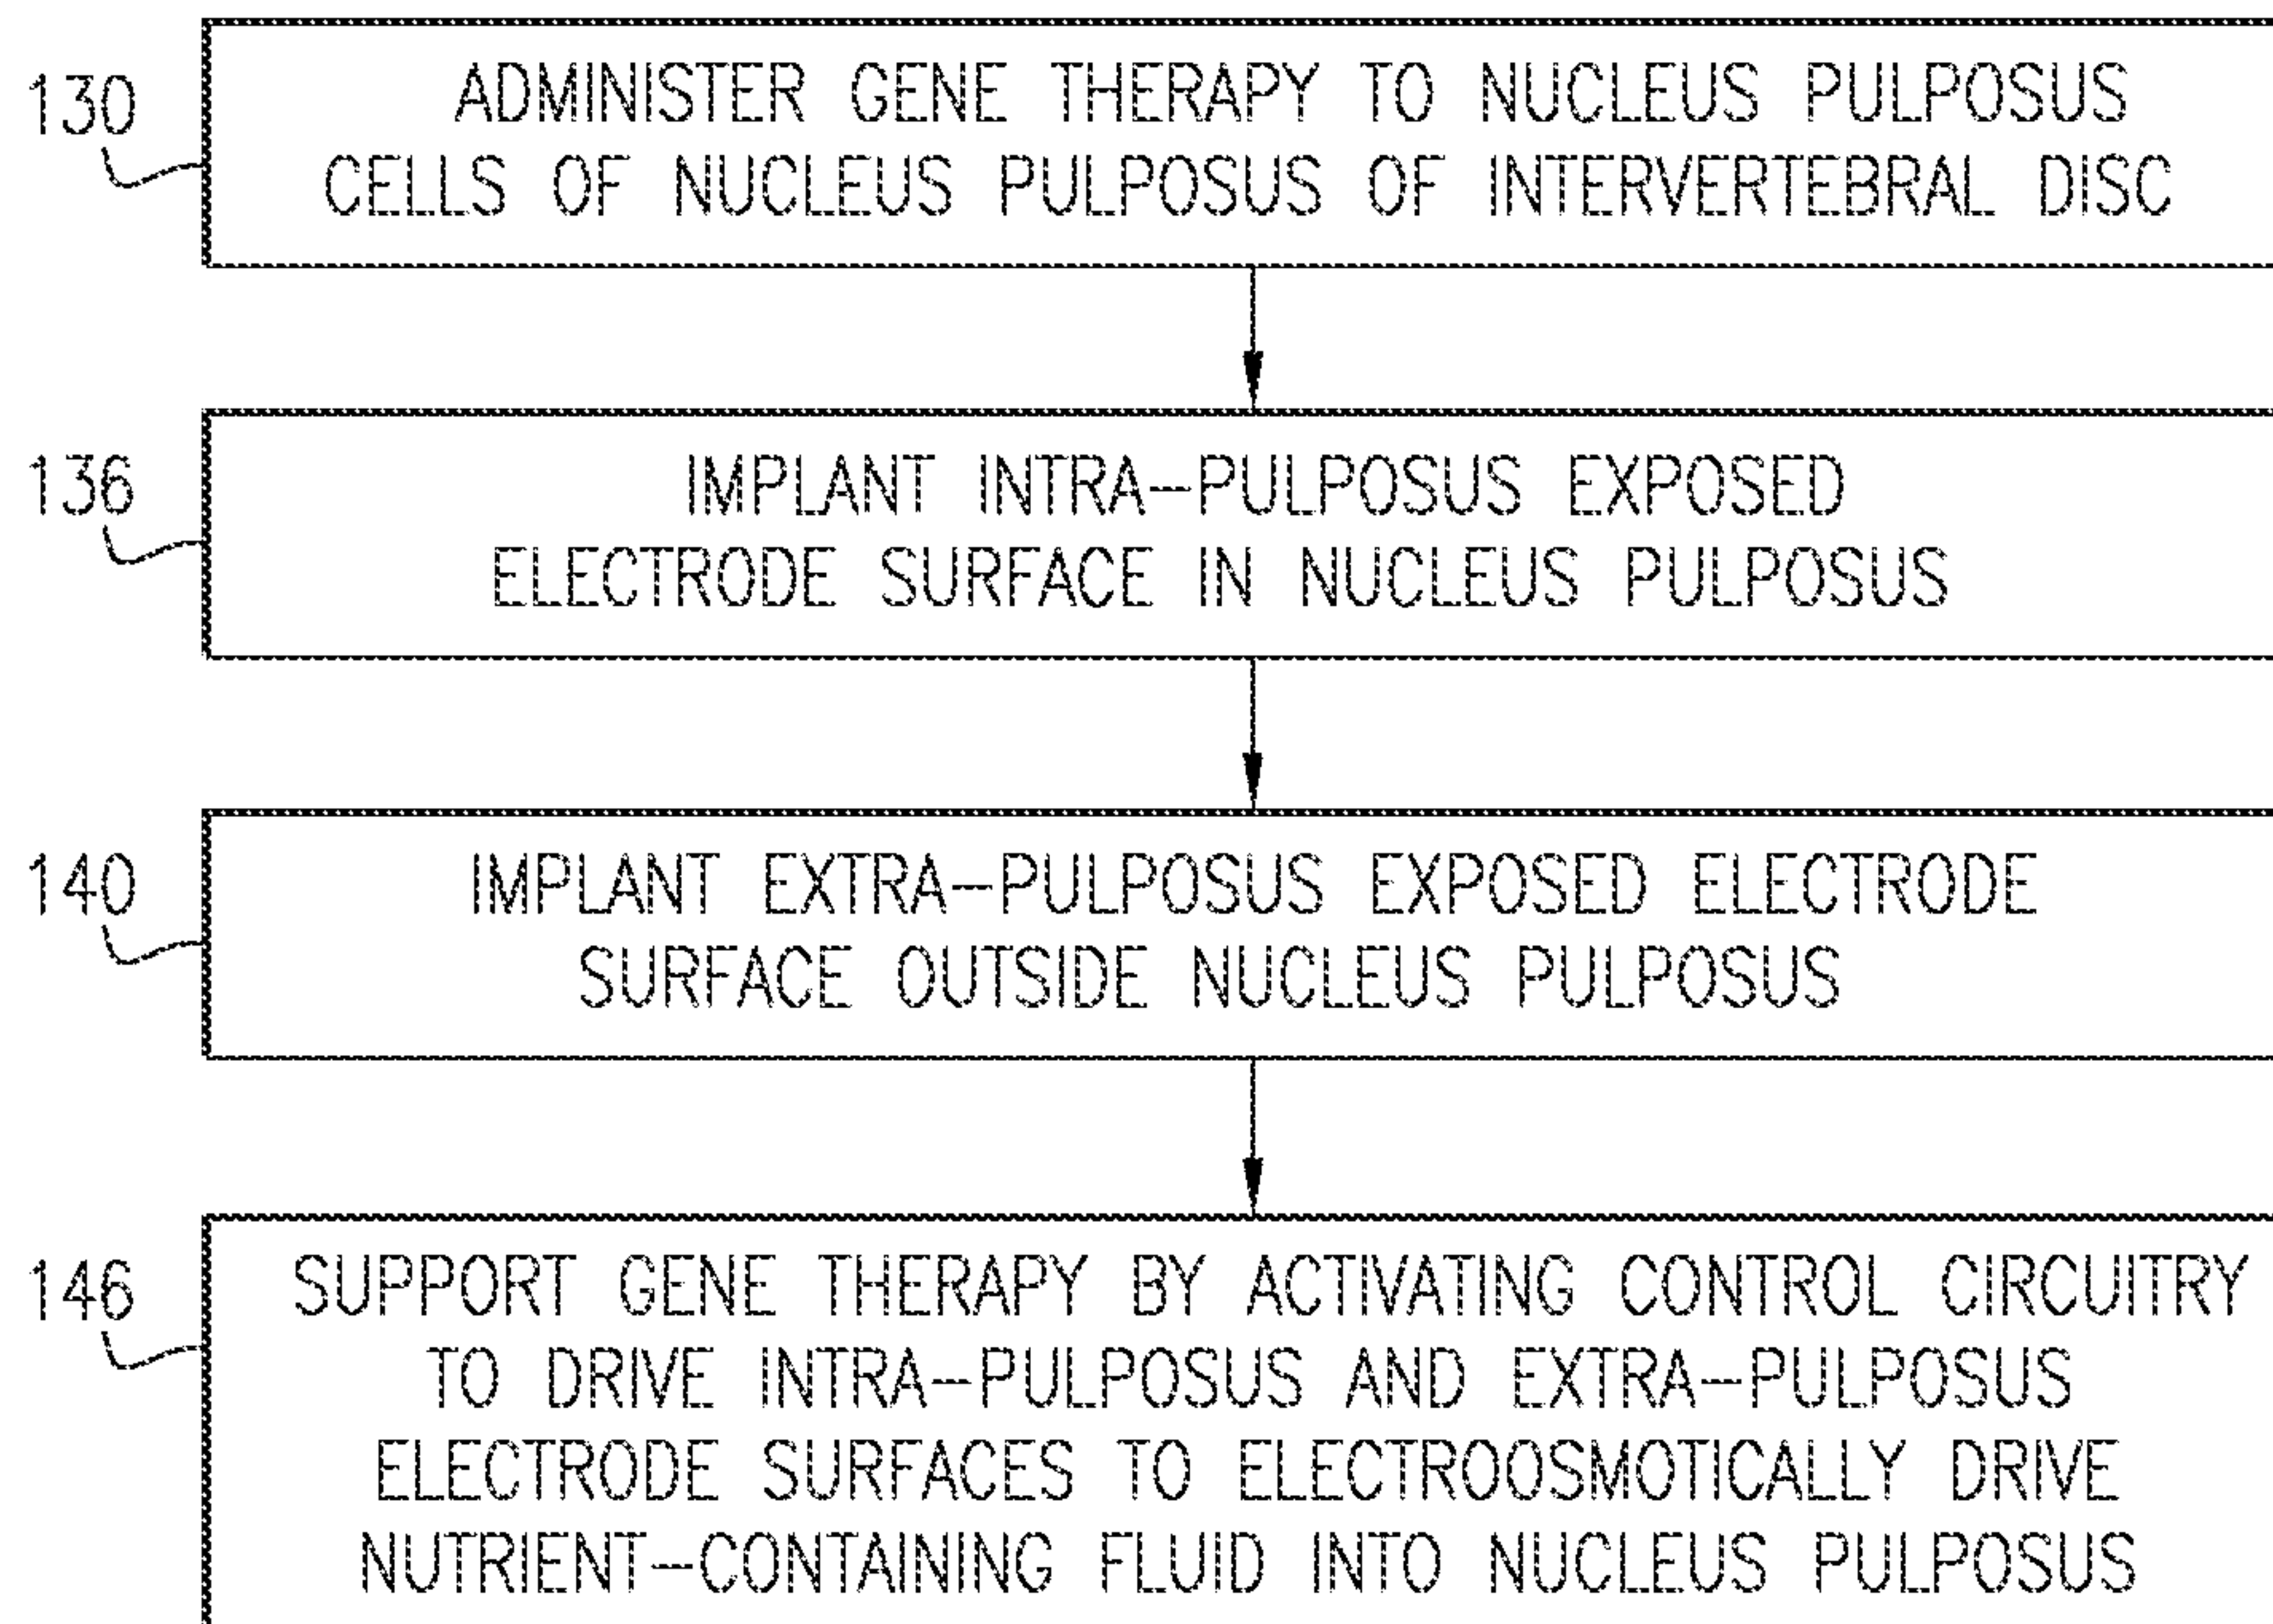 130
ADMINISTER GENE THERAPY TO NUCLEUS PULPOSUS
CELLS OF NUCLEUS PULPOSUS OF INTERVERTEBRAL DISC
136
IMPLANT INTRA-PULPOSUS EXPOSED
ELECTRODE SURFACE IN NUCLEUS PULPOSUS
140
IMPLANT EXTRA-PULPOSUS EXPOSED ELECTRODE
SURFACE OUTSIDE NUCLEUS PULPOSUS
146
SUPPORT GENE THERAPY BY ACTIVATING CONTROL CIRCUITRY
TO DRIVE INTRA-PULPOSUS AND EXTRA-PULPOSUS
ELECTRODE SURFACES TO ELECTROOSMOTICALLY DRIVE
NUTRIENT-CONTAINING FLUID INTO NUCLEUS PULPOSUS